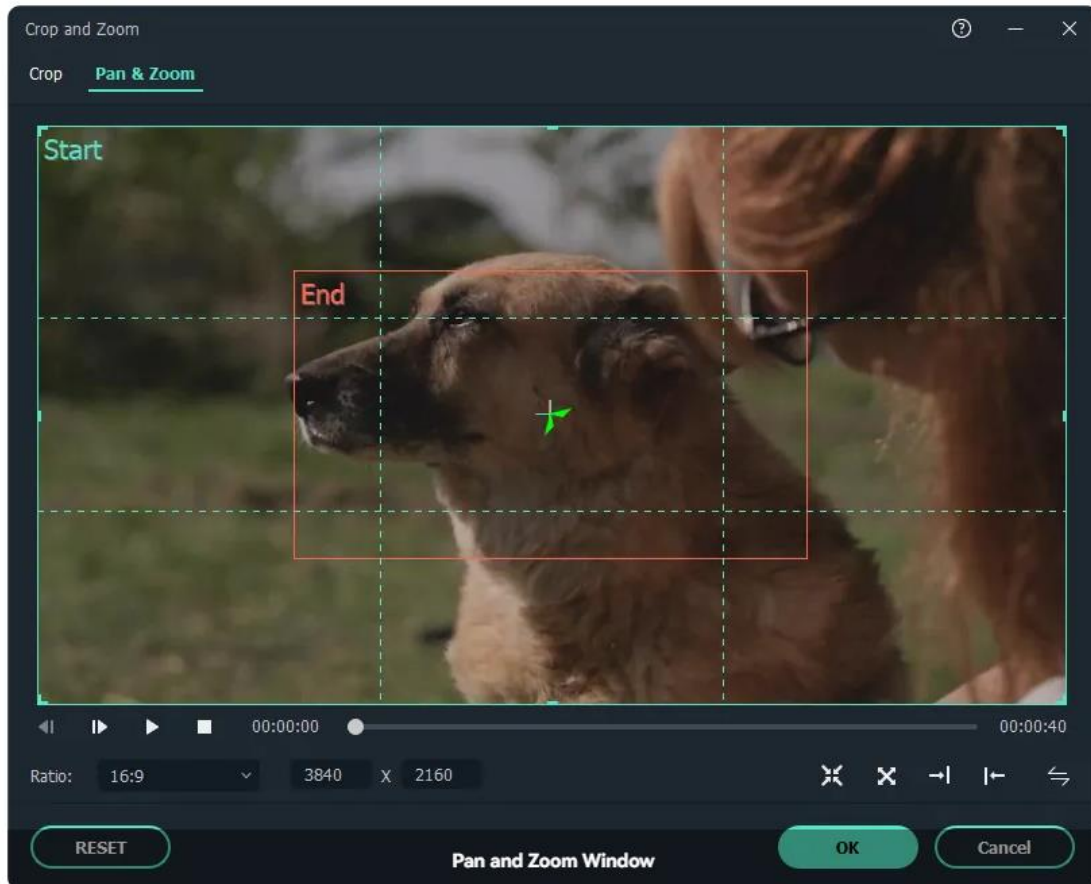 Crop and Zoom
Crop Pan & Zoom
Start
End
00:00:00 00:00:40
Ratio: 16:9 3840 X 2160
RESET OK Cancel
Pan and Zoom Window